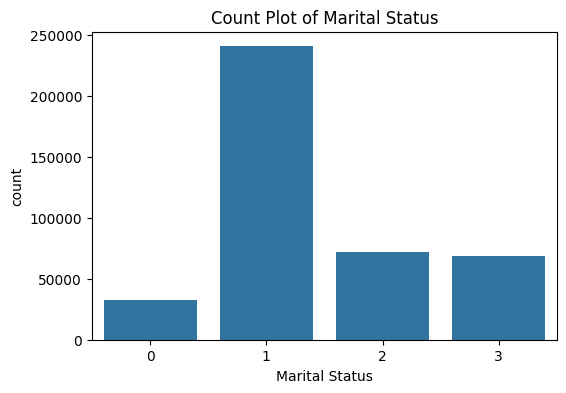 Count Plot of Marital Status
250000
200000
150000
100000
50000
0
count
0 1 2 3
Marital Status